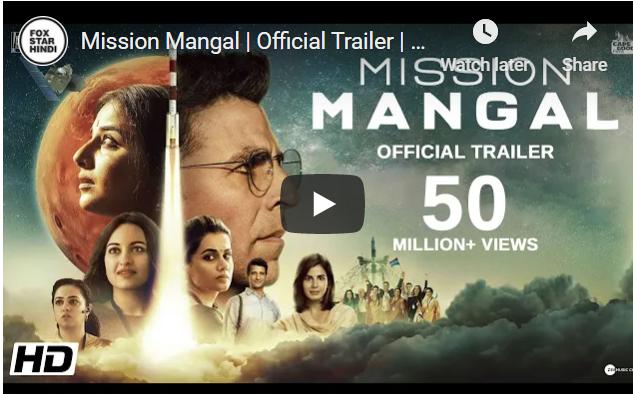 FOX
STAR
HINDI
Mission Mangal | Official Trailer | ...
Watch later
Share
MISSION
MANGAL
OFFICIAL TRAILER
50
MILLION+ VIEWS
HD